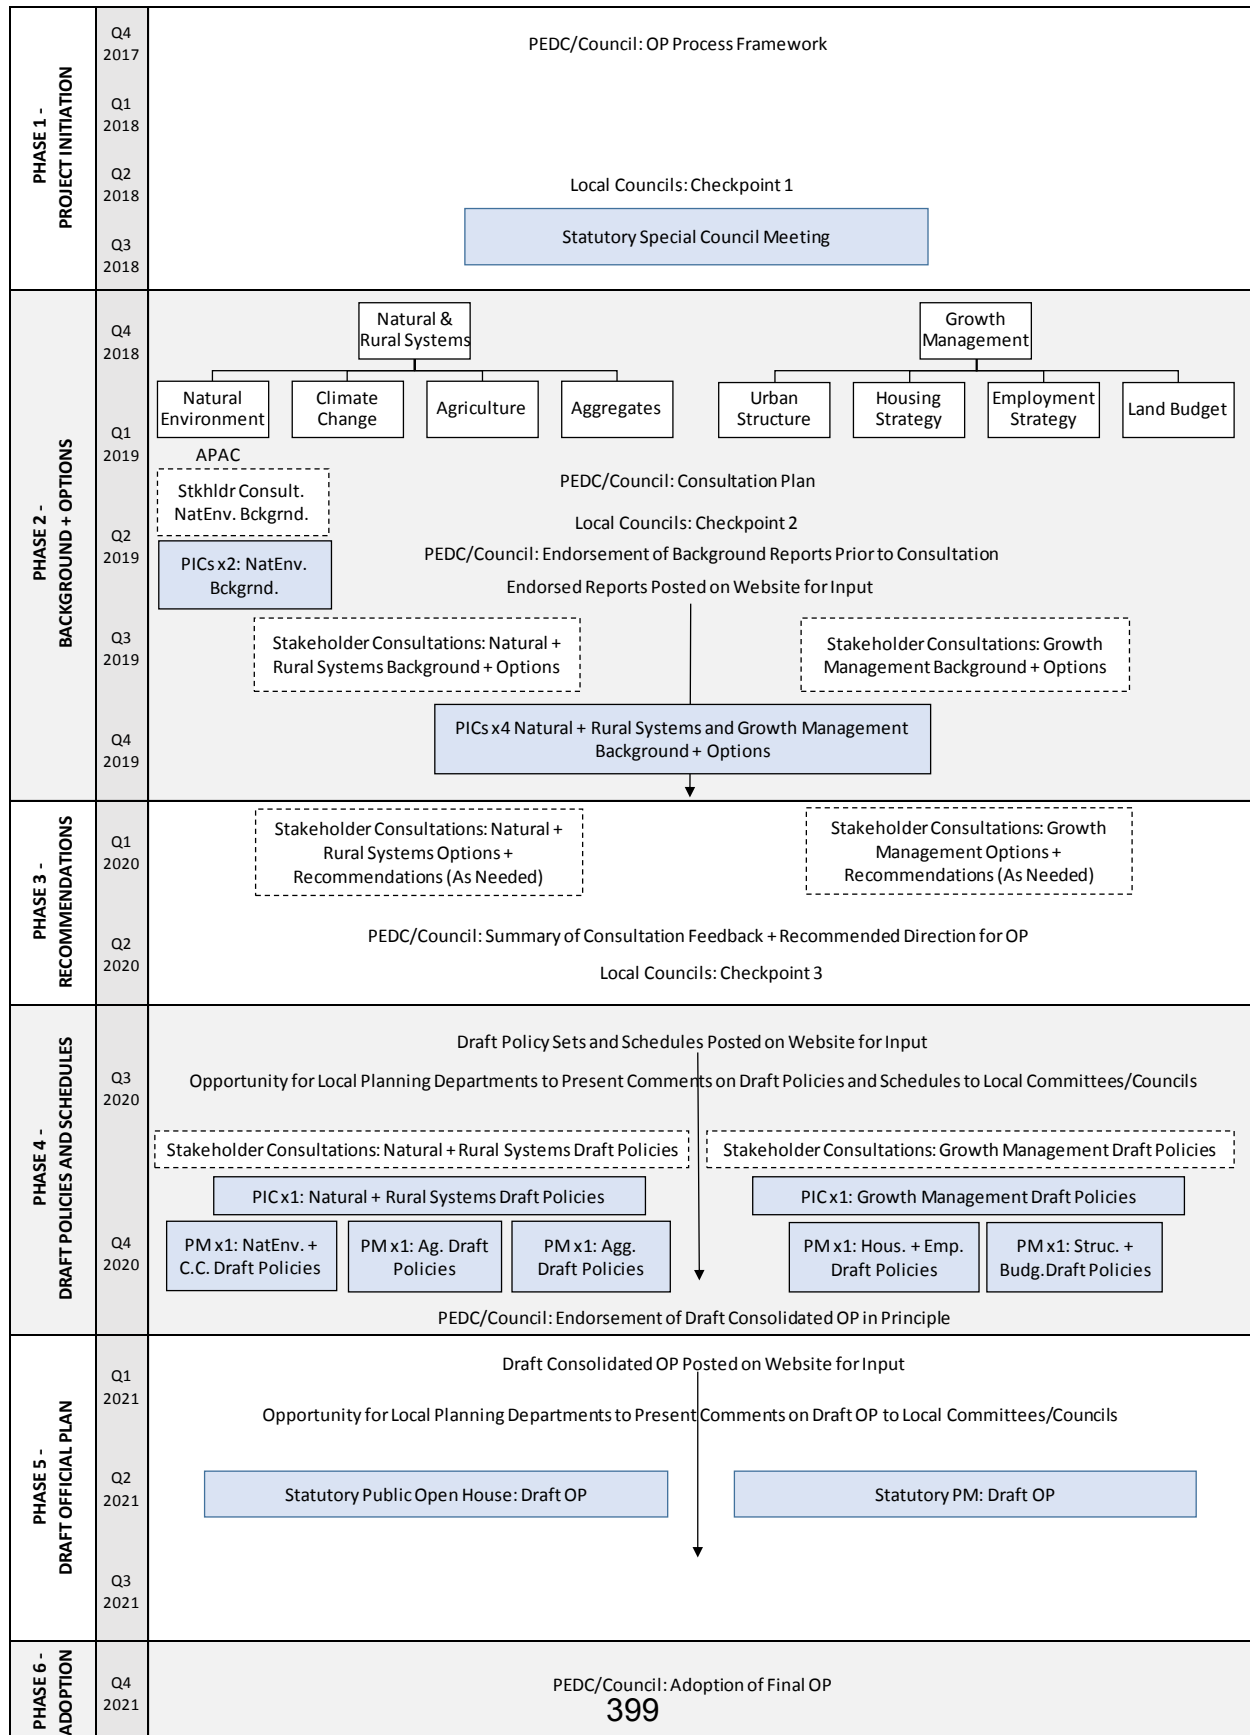 PHASE 1 -
PROJECT INITIATION
Q4
2017
PEDC/Council: OP Process Framework
Q1
2018
Q2
2018
Local Councils: Checkpoint 1
Statutory Special Council Meeting
Q3
2018
PHASE 2 -
BACKGROUND + OPTIONS
Q4
2018
Natural &
Rural Systems
Growth
Management
Natural
Environment
Climate
Change
Agriculture
Aggregates
Urban
Structure
Housing
Strategy
Employment
Strategy
Land Budget
Q1
2019
APAC
Stkhldr Consult.
NatEnv. Bckgrnd.
PEDC/Council: Consultation Plan
Local Councils: Checkpoint 2
Q2
2019
PICs x2: NatEnv.
Bckgrnd.
PEDC/Council: Endorsement of Background Reports Prior to Consultation
Endorsed Reports Posted on Website for Input
Q3
2019
Stakeholder Consultations: Natural +
Rural Systems Background + Options
Stakeholder Consultations: Growth
Management Background + Options
Q4
2019
PICs x4 Natural + Rural Systems and Growth Management
Background + Options
PHASE 3 -
RECOMMENDATIONS
Q1
2020
Stakeholder Consultations: Natural +
Rural Systems Options +
Recommendations (As Needed)
Stakeholder Consultations: Growth
Management Options +
Recommendations (As Needed)
Q2
2020
PEDC/Council: Summary of Consultation Feedback + Recommended Direction for OP
Local Councils: Checkpoint 3
PHASE 4 -
DRAFT POLICIES AND SCHEDULES
Draft Policy Sets and Schedules Posted on Website for Input
Q3
2020
Opportunity for Local Planning Departments to Present Comments on Draft Policies and Schedules to Local Committees/Councils
Stakeholder Consultations: Natural + Rural Systems Draft Policies
Stakeholder Consultations: Growth Management Draft Policies
PIC x1: Natural + Rural Systems Draft Policies
PIC x1: Growth Management Draft Policies
Q4
2020
PM x1: NatEnv. +
C.C. Draft Policies
PM x1: Ag. Draft
Policies
PM x1: Agg.
Draft Policies
PM x1: Hous. + Emp.
Draft Policies
PM x1: Struc. +
Budg.Draft Policies
PEDC/Council: Endorsement of Draft Consolidated OP in Principle
PHASE 5 -
DRAFT OFFICIAL PLAN
Q1
2021
Draft Consolidated OP Posted on Website for Input
Opportunity for Local Planning Departments to Present Comments on Draft OP to Local Committees/Councils
Q2
2021
Statutory Public Open House: Draft OP
Statutory PM: Draft OP
Q3
2021
PHASE 6 -
ADOPTION
Q4
2021
PEDC/Council: Adoption of Final OP
399